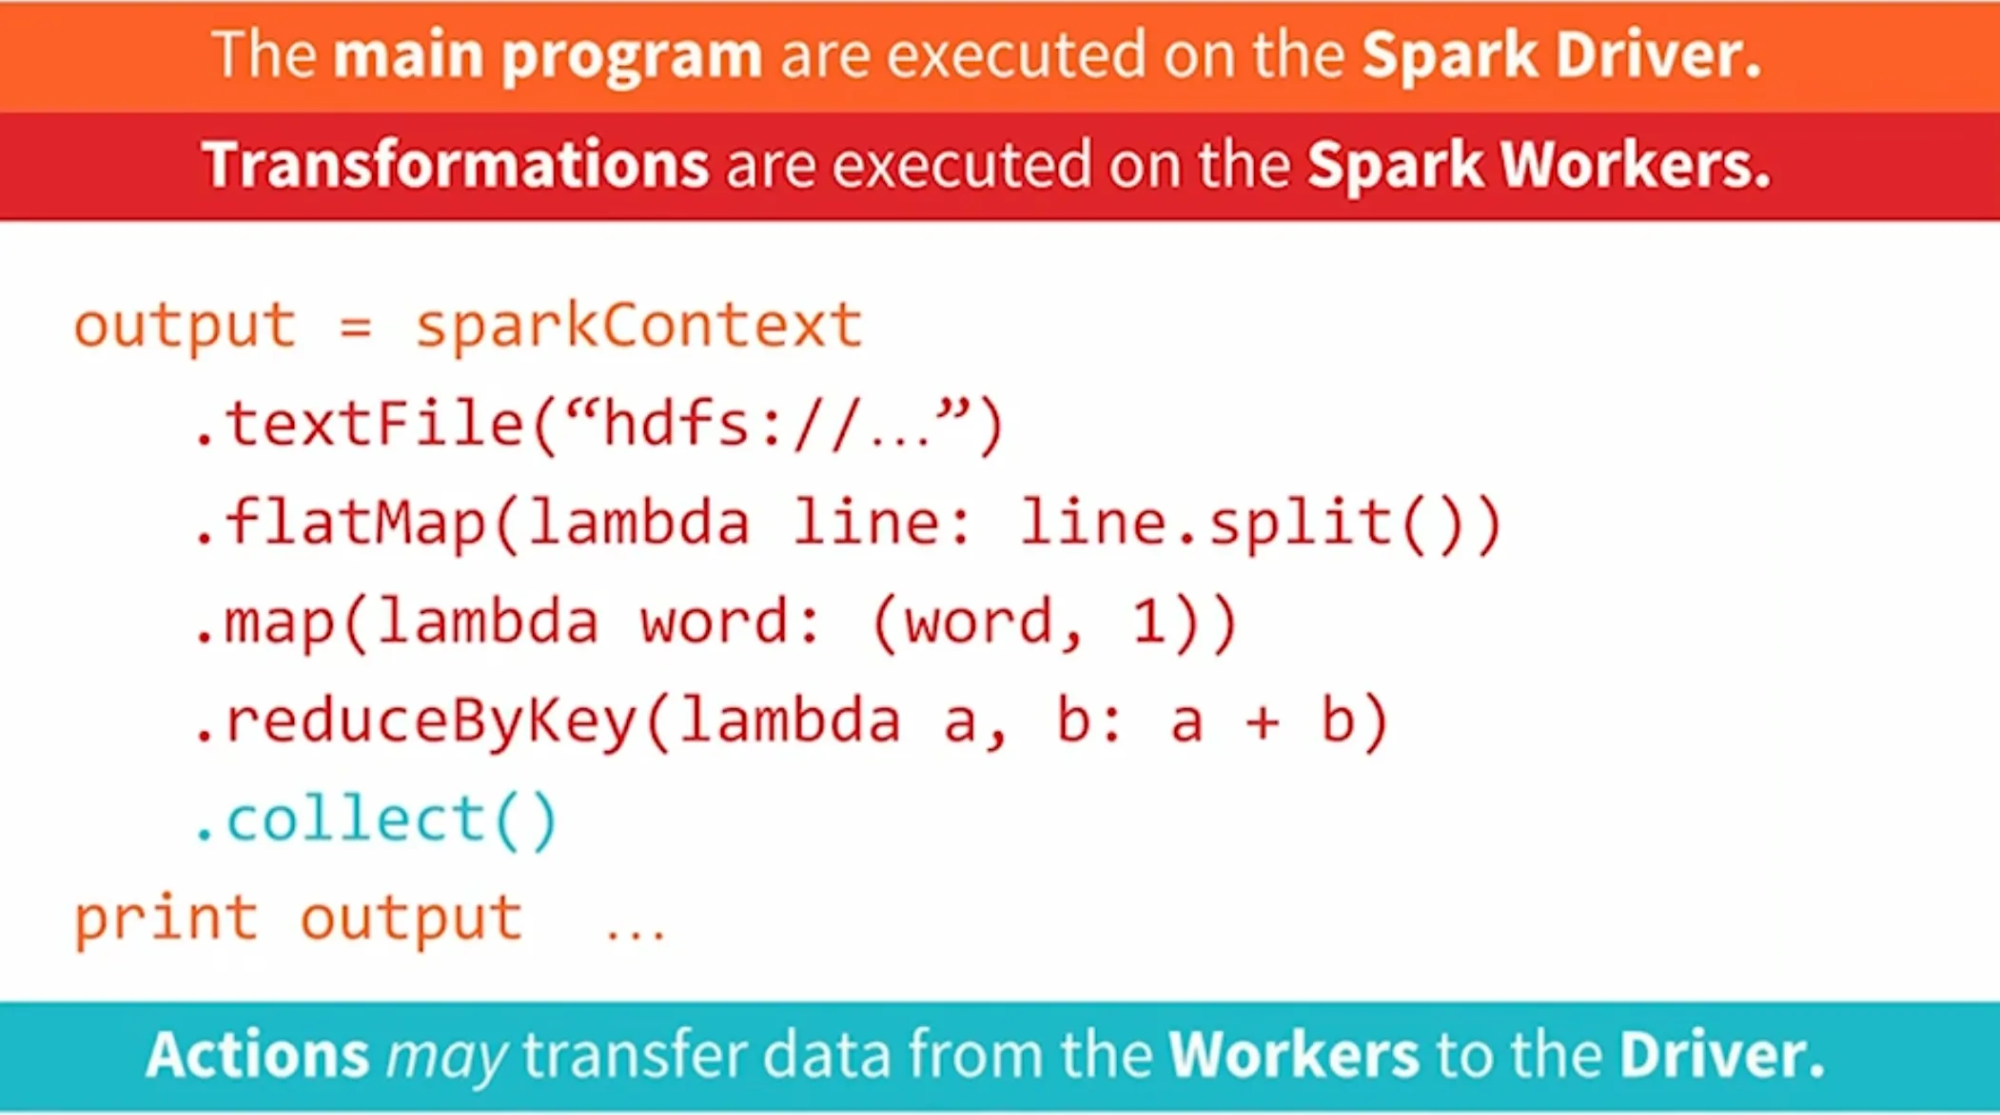 The main program are executed on the Spark Driver.
Transformations are executed on the Spark Workers.
output = sparkContext
.textFile(“hdfs://…”)
.flatMap(lambda line: line.split())
.map(lambda word: (word, 1))
.reduceByKey(lambda a, b: a + b)
.collect()
print output …
Actions may transfer data from the Workers to the Driver.